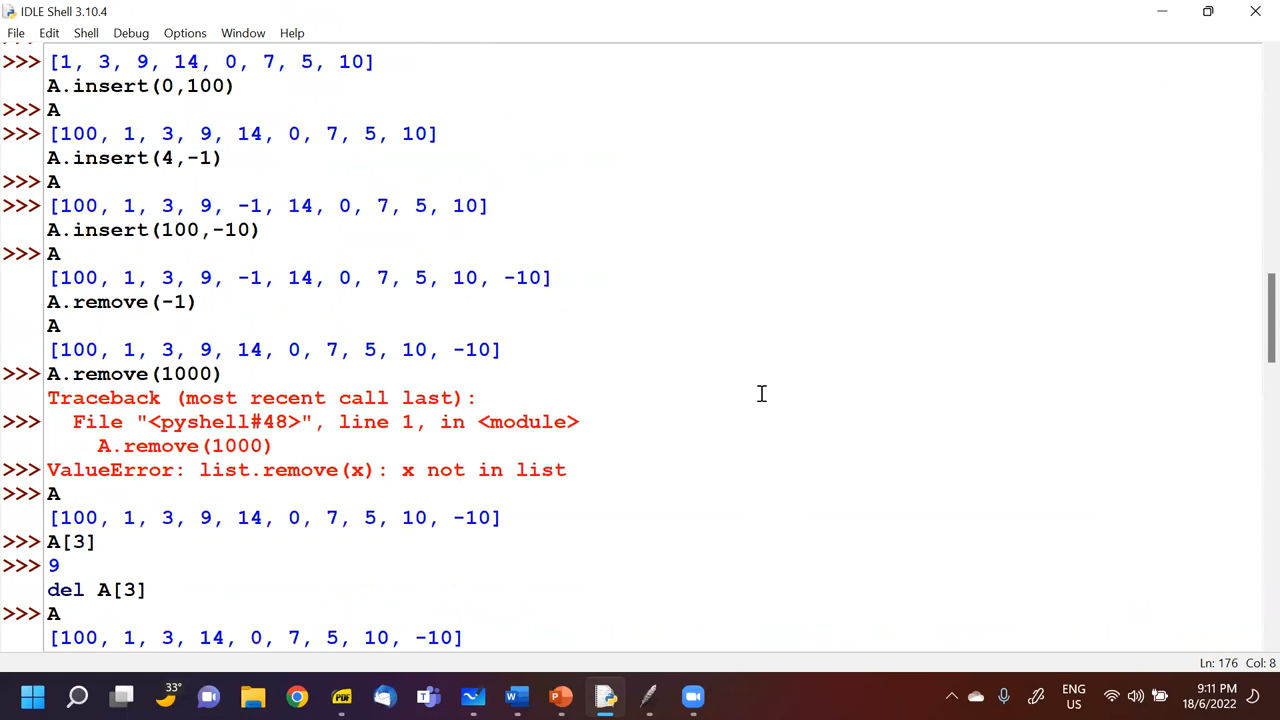 IDLE Shell 3.10.4
File Edit Shell Debug Options Window Help
>>> [1, 3, 9, 14, 0, 7, 5, 10]
A.insert(0,100)
>>> A
>>> [100, 1, 3, 9, 14, 0, 7, 5, 10]
A.insert(4,-1)
>>> A
>>> [100, 1, 3, 9, -1, 14, 0, 7, 5, 10]
A.insert(100,-10)
>>> A
[100, 1, 3, 9, -1, 14, 0, 7, 5, 10, -10]
A.remove(-1)
A
[100, 1, 3, 9, 14, 0, 7, 5, 10, -10]
>>> A.remove(1000)
Traceback (most recent call last):
>>> File "<pyshell#48>", line 1, in <module>
A.remove(1000)
>>> ValueError: list.remove(x): x not in list
>>> A
[100, 1, 3, 9, 14, 0, 7, 5, 10, -10]
>>> A[3]
>>> 9
del A[3]
>>> A
[100, 1, 3, 14, 0, 7, 5, 10, -10]
Ln: 176 Col: 8
33°
PDF
ENG
US
9:11 PM
18/6/2022